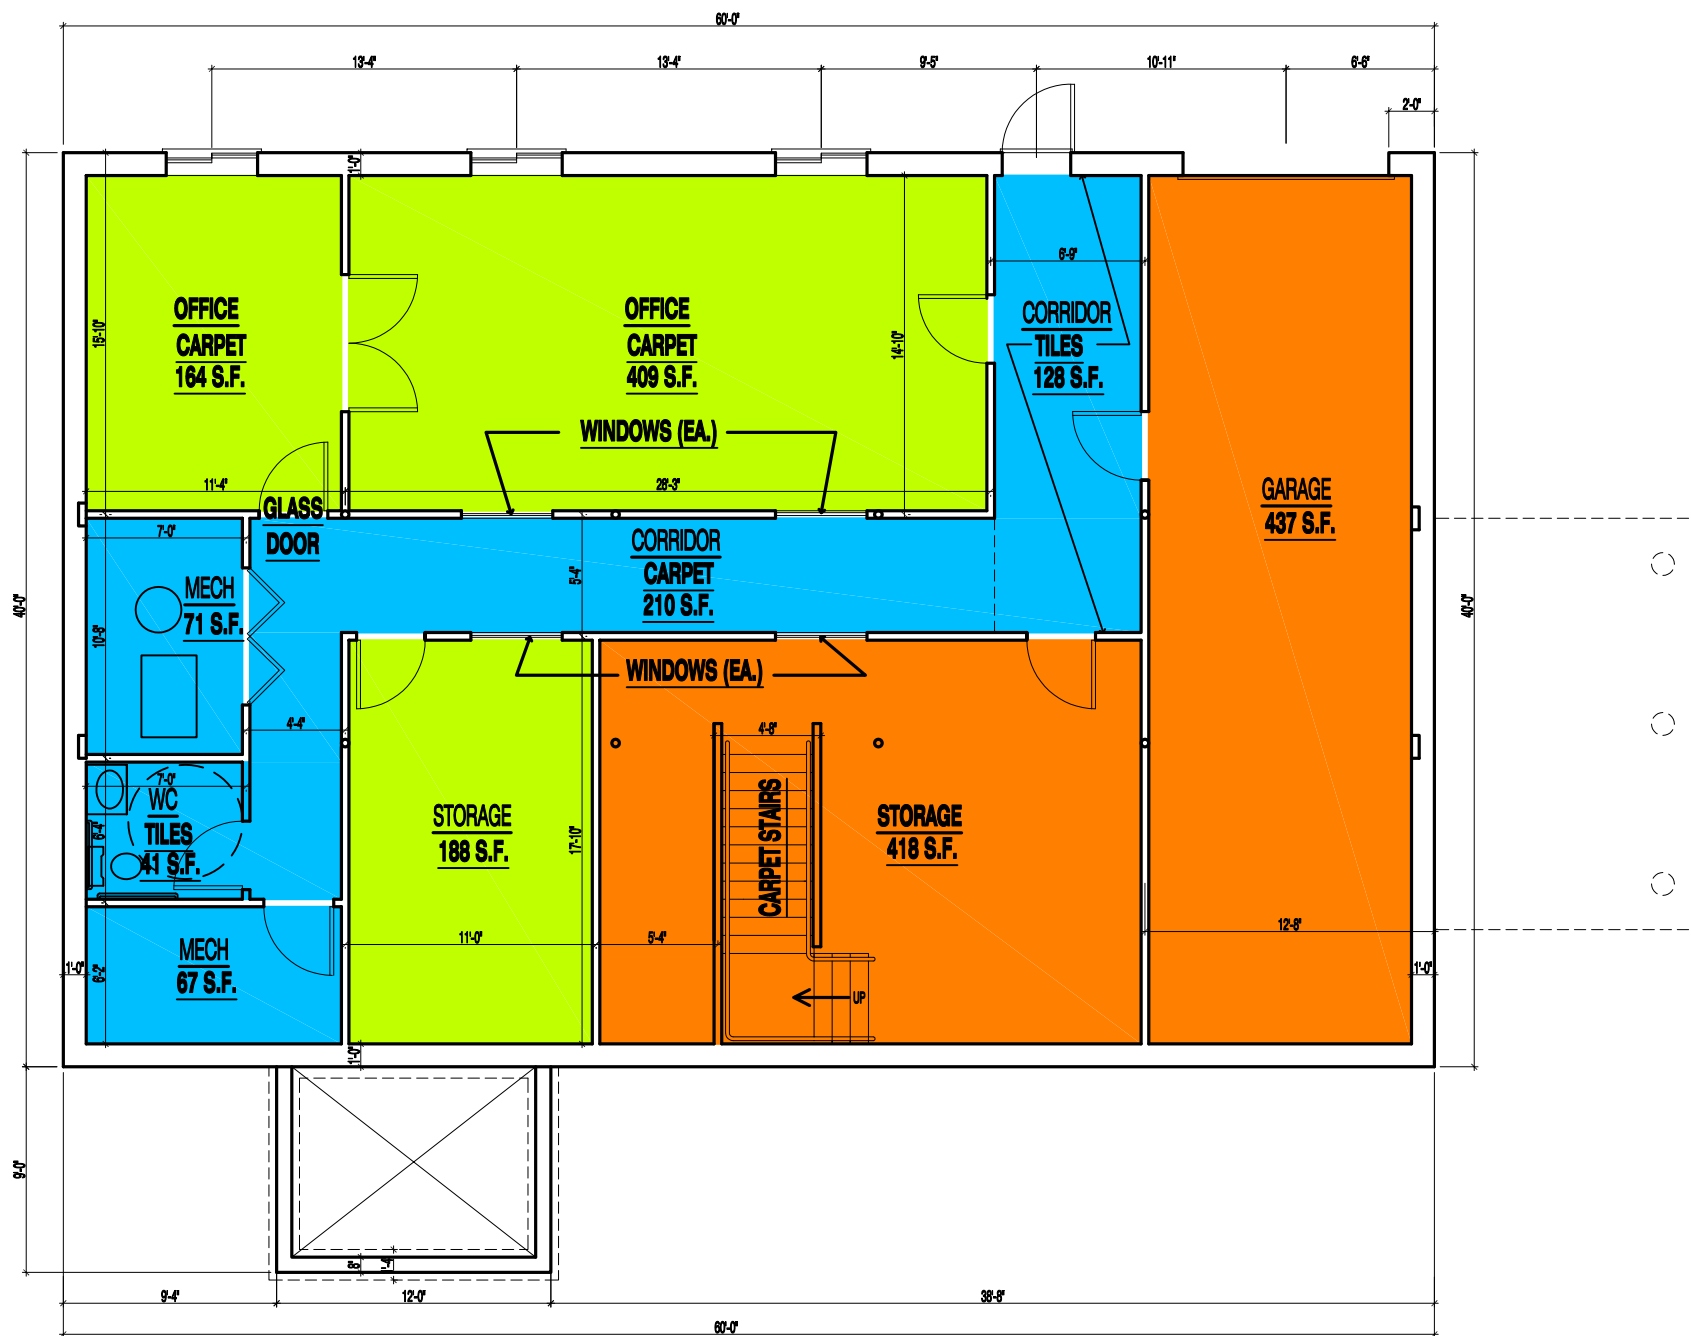 60'-0"
13'-4"
13'-4"
9'-5"
10'-11"
6'-6"
2'-0"
1'-0"
6'-9"
OFFICE
CARPET
164 S.F.
15'-10"
OFFICE
CARPET
409 S.F.
14'-10"
CORRIDOR
TILES
128 S.F.
WINDOWS (EA.)
11'-4"
28'-3"
GARAGE
437 S.F.
GLASS
DOOR
7'-0"
CORRIDOR
CARPET
210 S.F.
5'-4"
MECH
71 S.F.
10'-8"
40'-0"
40'-0"
WINDOWS (EA.)
4'-4"
4'-8"
7'-0"
WC
TILES
41 S.F.
6'-4"
STORAGE
188 S.F.
17'-10"
CARPET STAIRS
STORAGE
418 S.F.
MECH
67 S.F.
6'-2"
11'-0"
5'-4"
12'-8"
1'-0"
1'-0"
UP
1'-0"
9'-0"
8"
9'-4"
12'-0"
38'-8"
60'-0"